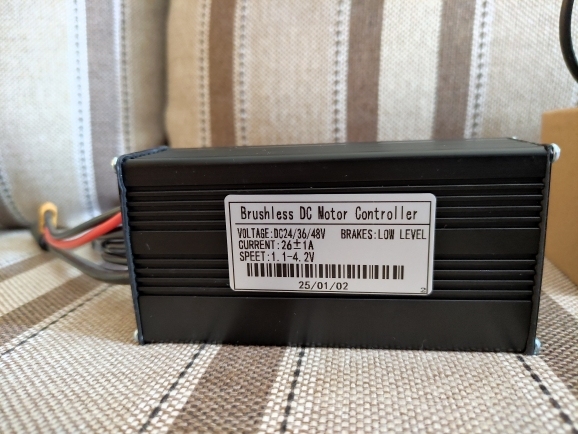 Brushless DC Motor Controller
VOLTAGE:DC24/36/48V BRAKES:LOW LEVEL
CURRENT:26±1A
SPEET:1.1-4.2V
25/01/02